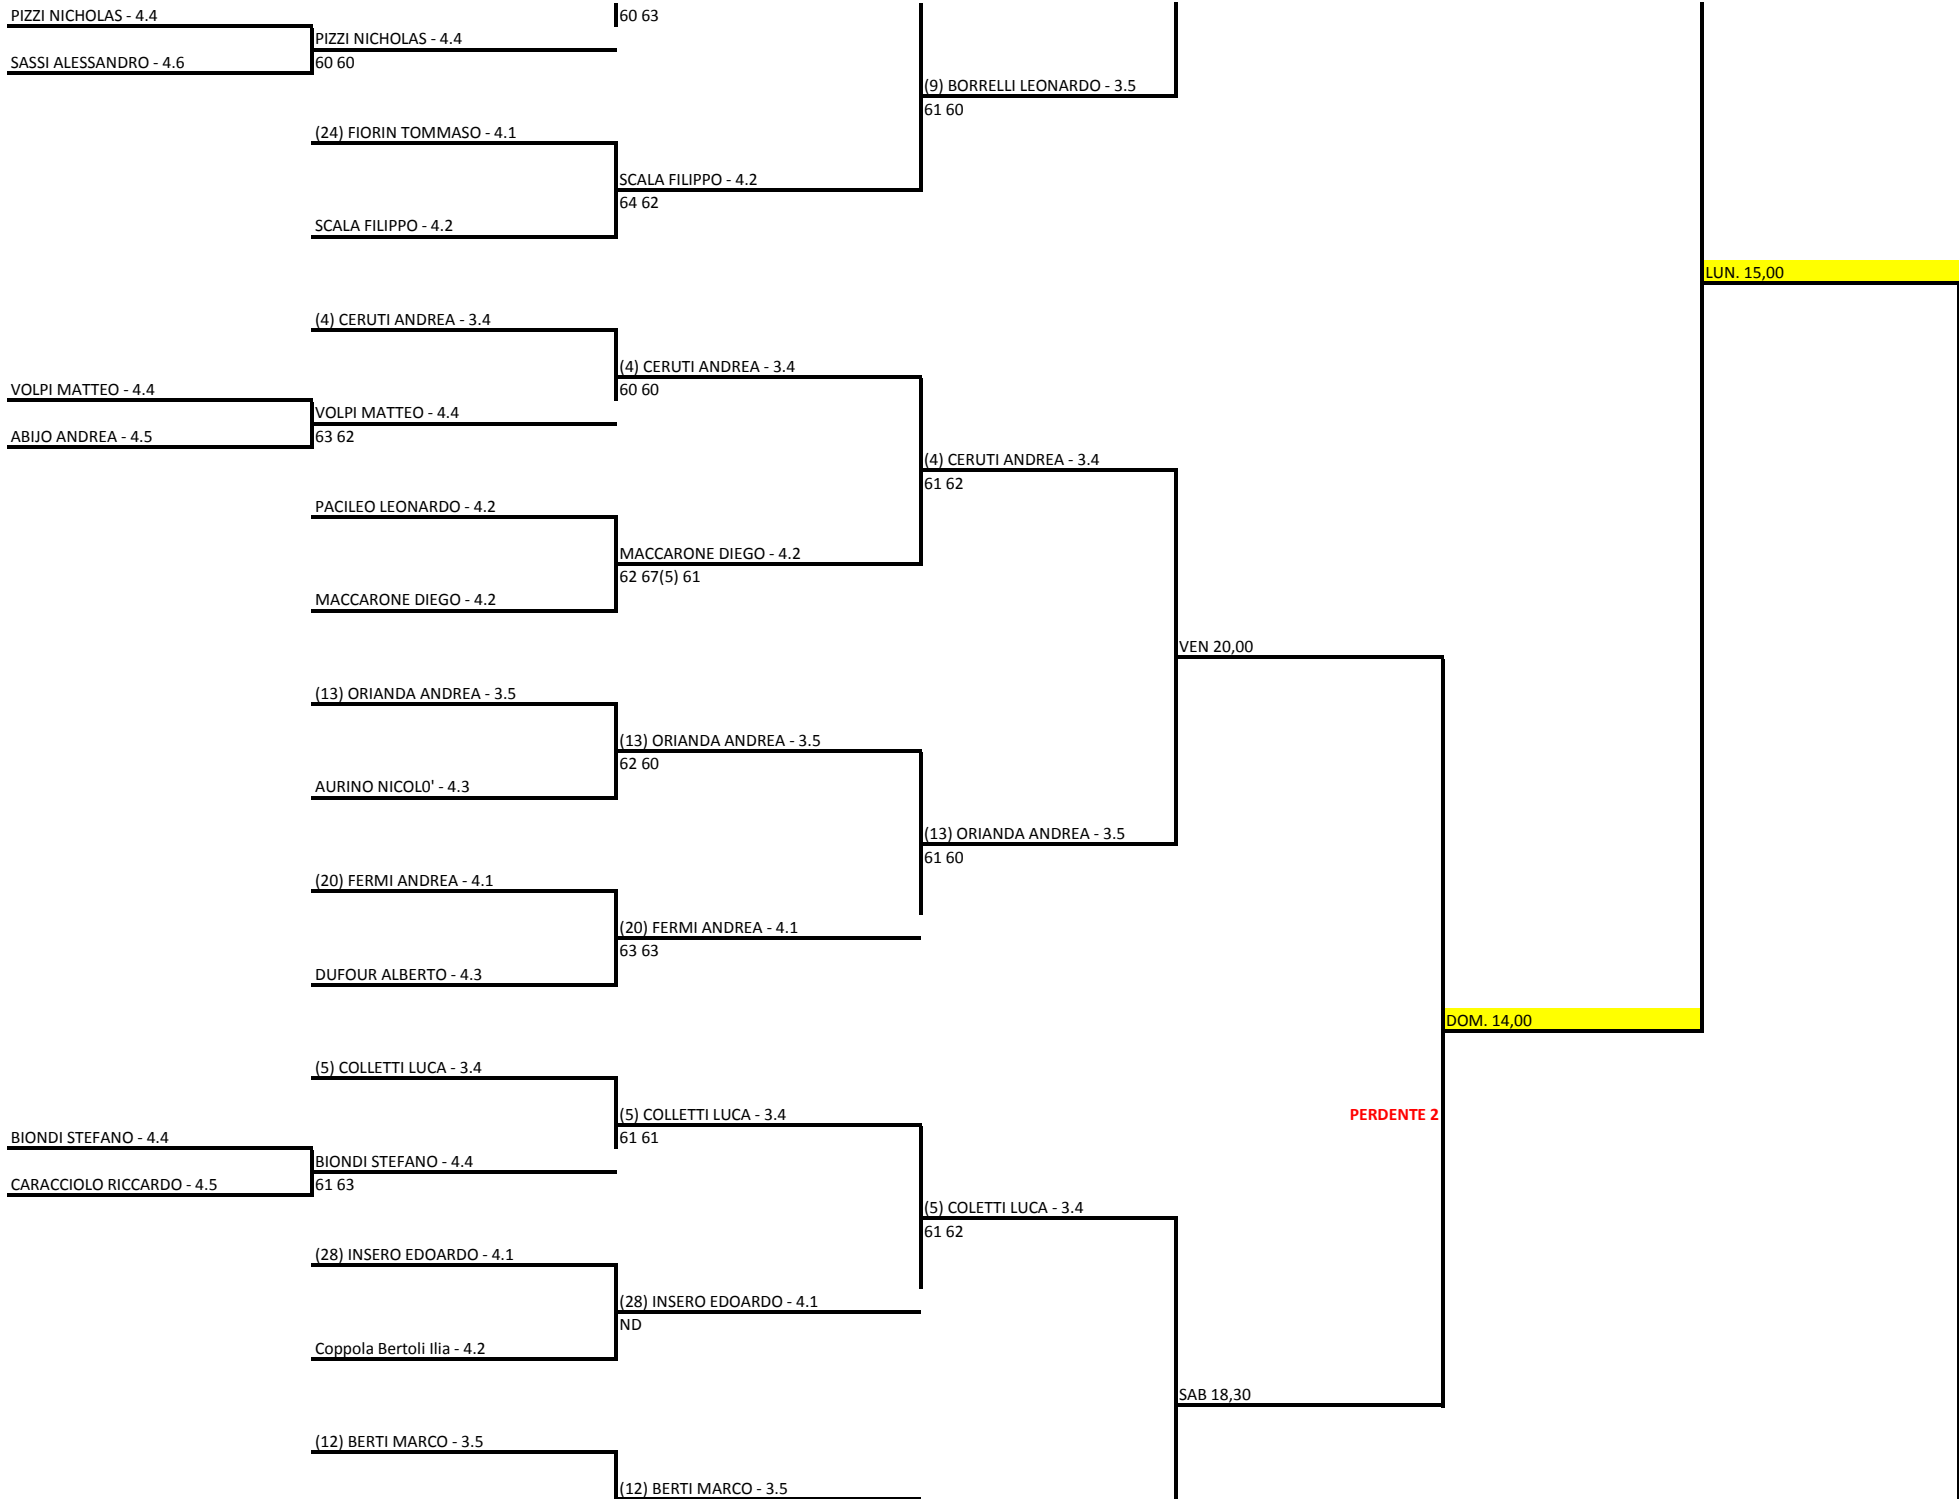 PIZZI NICHOLAS - 4.4
60 63
PIZZI NICHOLAS - 4.4
SASSI ALESSANDRO - 4.6
60 60
(9) BORRELLI LEONARDO - 3.5
61 60
(24) FIORIN TOMMASO - 4.1
SCALA FILIPPO - 4.2
64 62
SCALA FILIPPO - 4.2
LUN. 15,00
(4) CERUTI ANDREA - 3.4
(4) CERUTI ANDREA - 3.4
60 60
VOLPI MATTEO - 4.4
VOLPI MATTEO - 4.4
ABIJO ANDREA - 4.5
63 62
(4) CERUTI ANDREA - 3.4
61 62
PACILEO LEONARDO - 4.2
MACCARONE DIEGO - 4.2
62 67(5) 61
MACCARONE DIEGO - 4.2
VEN 20,00
(13) ORIANDA ANDREA - 3.5
(13) ORIANDA ANDREA - 3.5
62 60
AURINO NICOL0' - 4.3
(13) ORIANDA ANDREA - 3.5
61 60
(20) FERMI ANDREA - 4.1
(20) FERMI ANDREA - 4.1
63 63
DUFOUR ALBERTO - 4.3
DOM. 14,00
(5) COLLETTI LUCA - 3.4
(5) COLLETTI LUCA - 3.4
PERDENTE 2
61 61
BIONDI STEFANO - 4.4
BIONDI STEFANO - 4.4
CARACCIOLO RICCARDO - 4.5
61 63
(5) COLETTI LUCA - 3.4
61 62
(28) INSERO EDOARDO - 4.1
(28) INSERO EDOARDO - 4.1
ND
Coppola Bertoli Ilia - 4.2
SAB 18,30
(12) BERTI MARCO - 3.5
(12) BERTI MARCO - 3.5